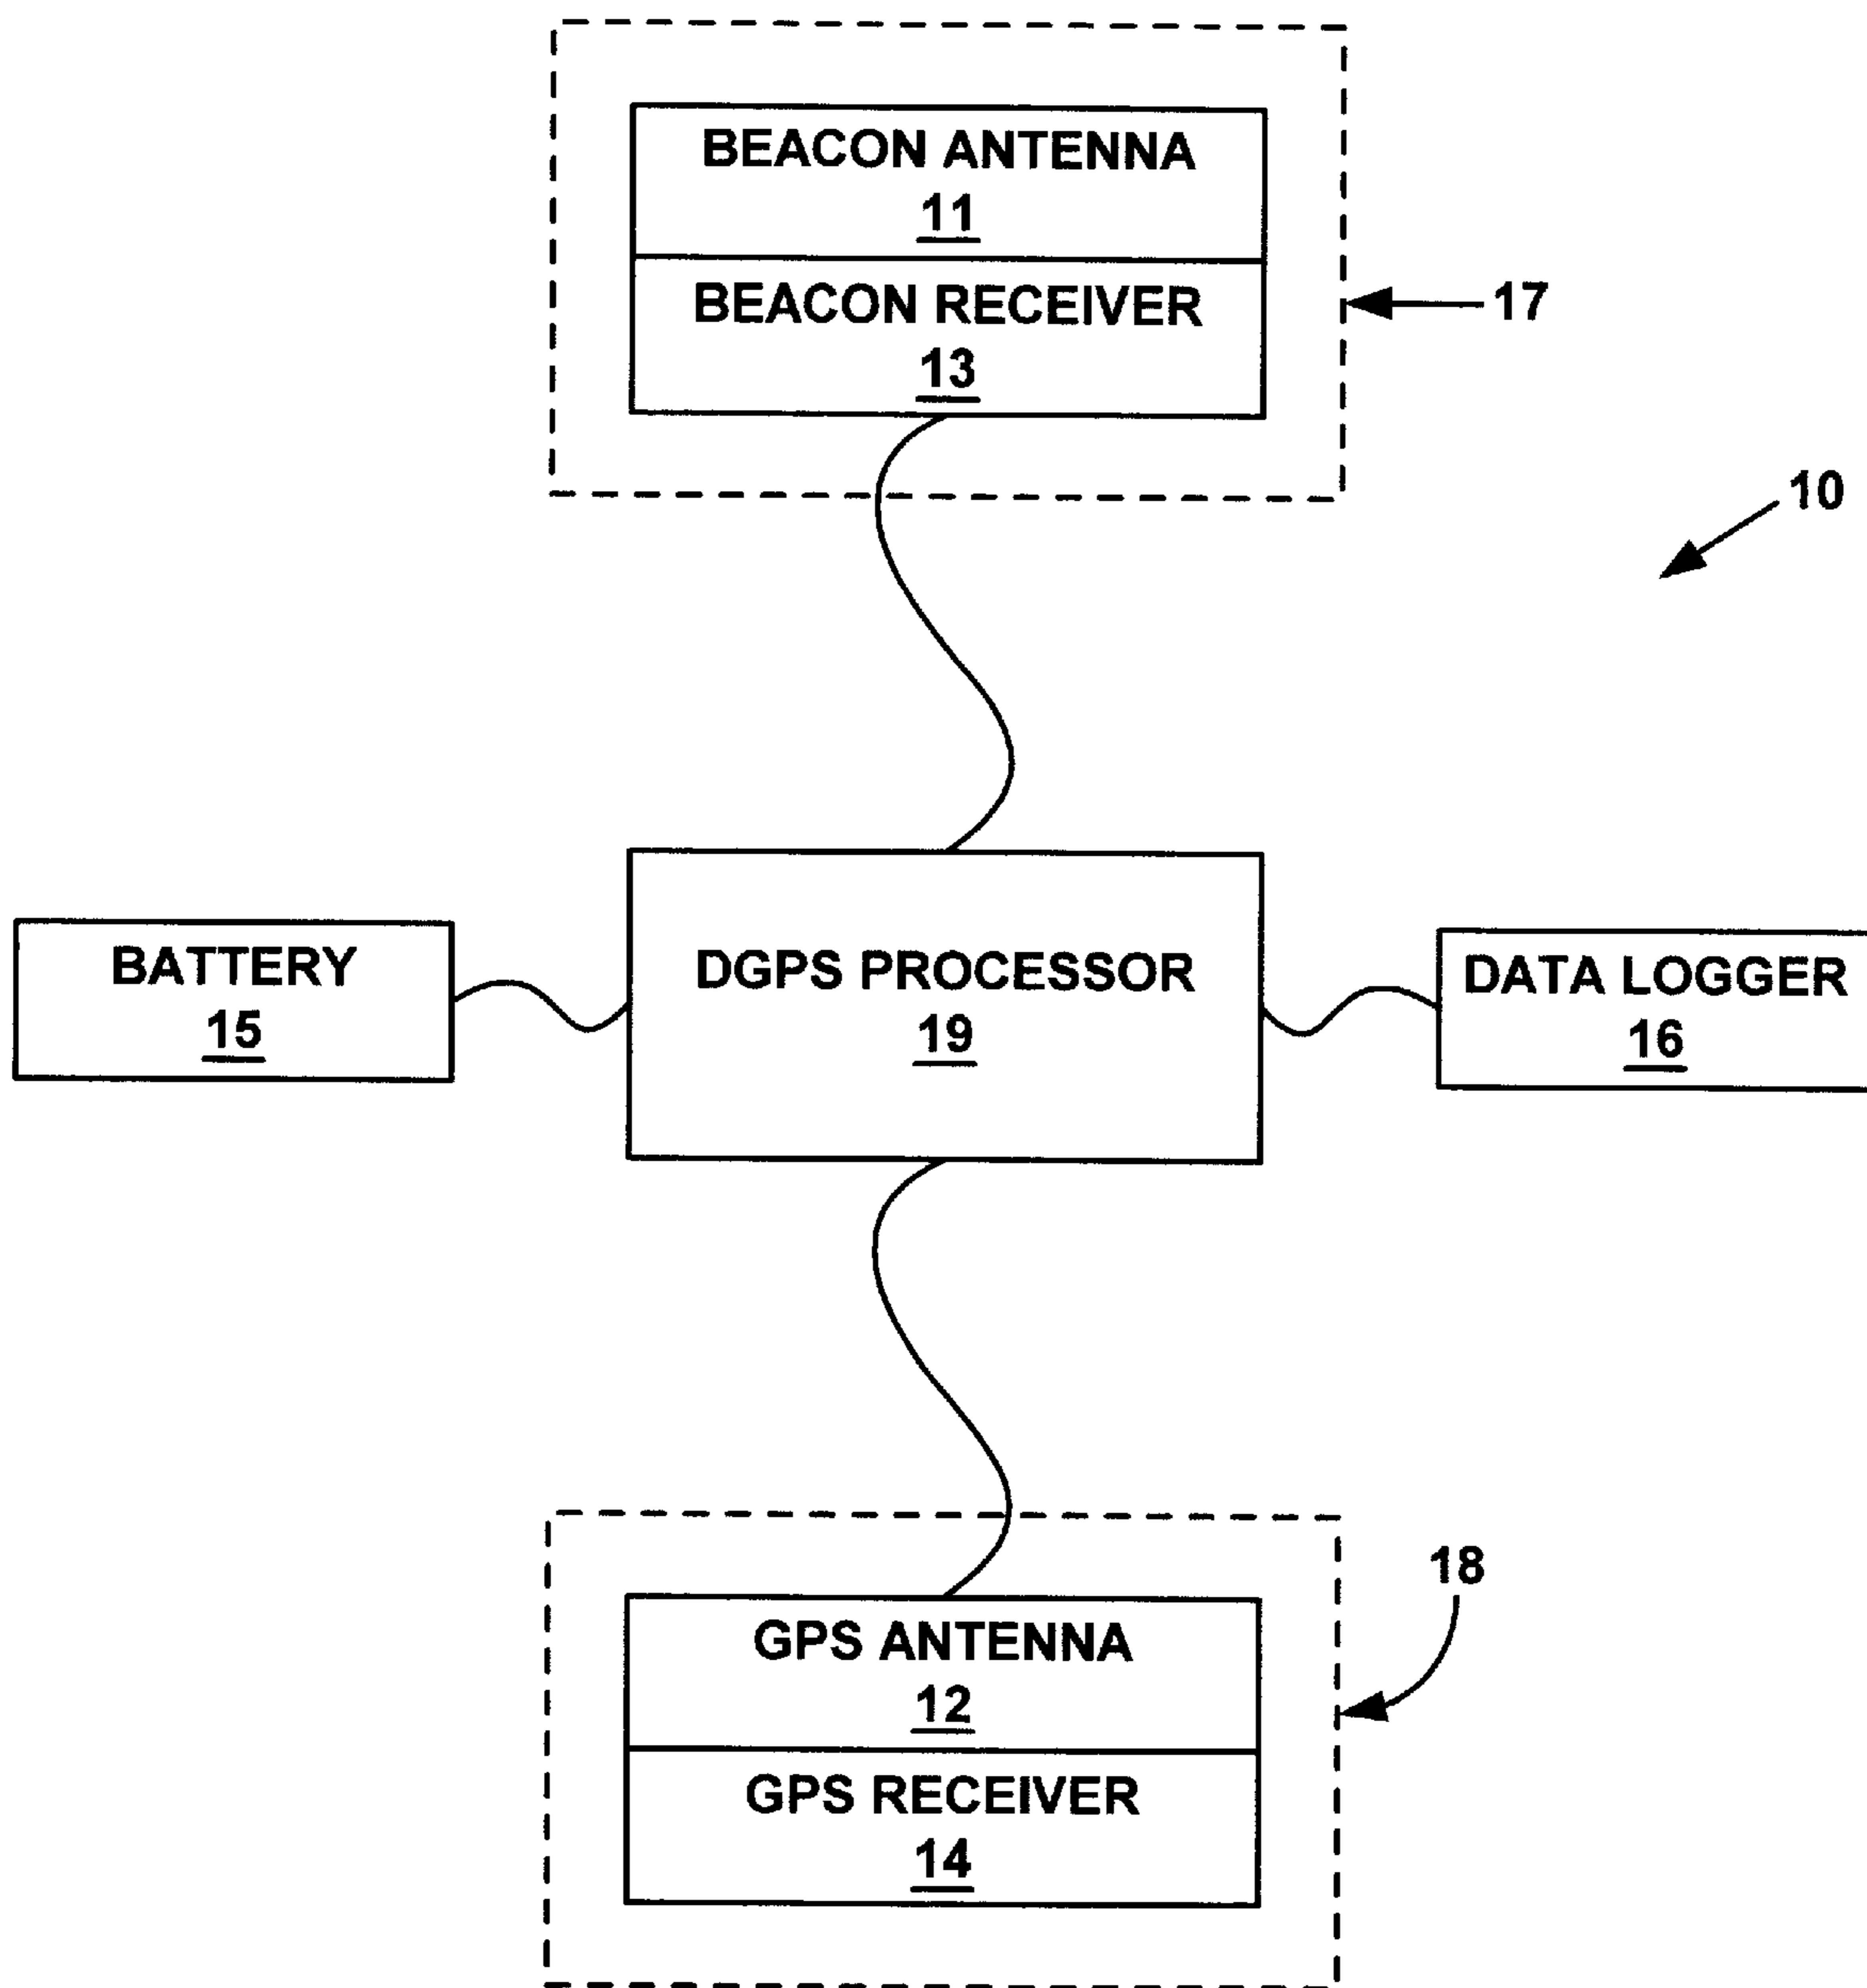 BEACON ANTENNA
11
BEACON RECEIVER
13
17
10
BATTERY
15
DGPS PROCESSOR
19
DATA LOGGER
16
18
GPS ANTENNA
12
GPS RECEIVER
14